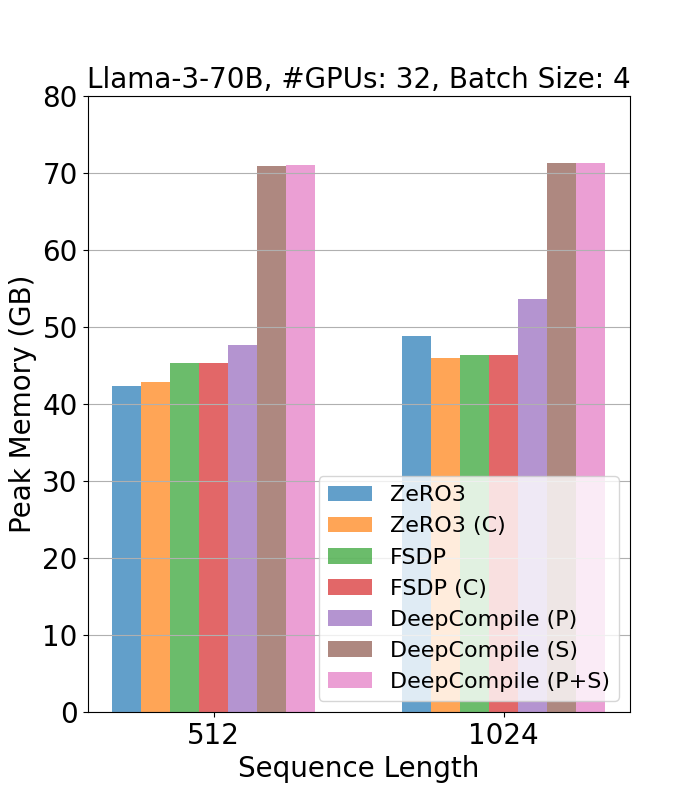 Llama-3-70B, #GPUs: 32, Batch Size: 4
80
70
60
50
40
30
20
10
0
Peak Memory (GB)
ZeRO3
ZeRO3 (C)
FSDP
FSDP (C)
DeepCompile (P)
DeepCompile (S)
DeepCompile (P+S)
512
1024
Sequence Length